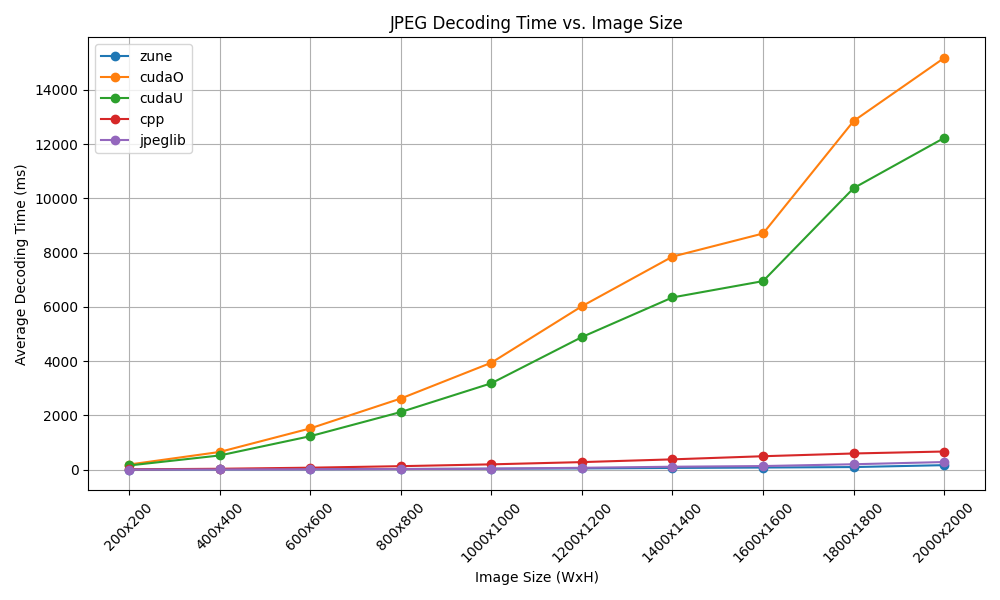 JPEG Decoding Time vs. Image Size
zune
cudaO
cudaU
cpp
jpeglib
Average Decoding Time (ms)
14000
12000
10000
8000
6000
4000
2000
0
200x200
400x400
600x600
800x800
1000x1000
1200x1200
1400x1400
1600x1600
1800x1800
2000x2000
Image Size (WxH)